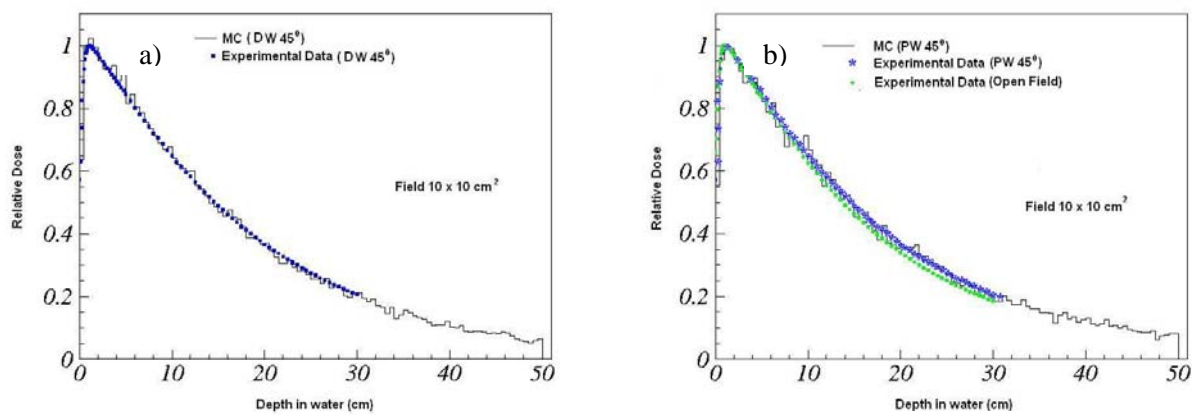 a)
MC ( D W 45⁰)
Experimental Data ( D W 45⁰)
Field 10 x 10 cm²
Relative Dose
1
0.8
0.6
0.4
0.2
0
0 10 20 30 40 50
Depth in water (cm)
b)
MC (PW 45⁰)
Experimental Data (PW 45⁰)
Experimental Data (Open Field)
Field 10 x 10 cm²
Relative Dose
1
0.8
0.6
0.4
0.2
0
0 10 20 30 40 50
Depth in water (cm)